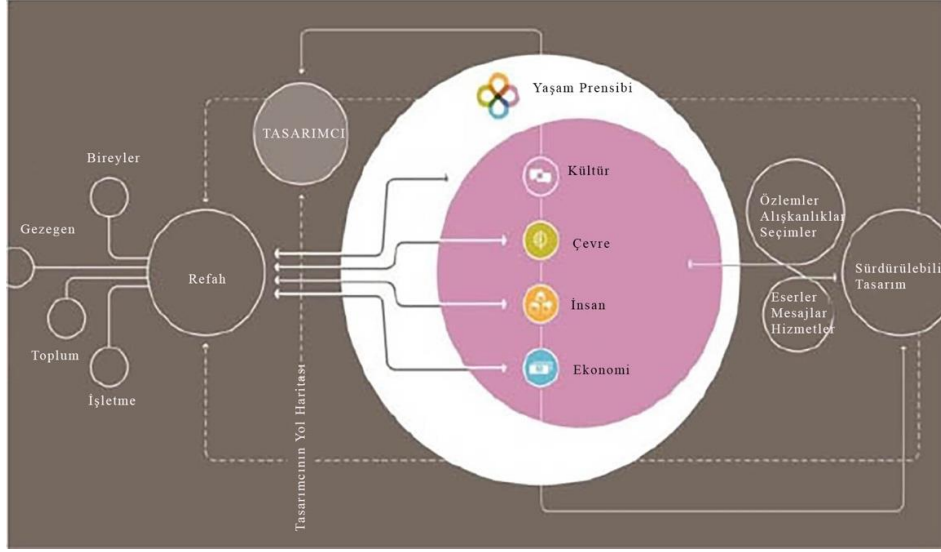 Yaşam Prensibi
TASARIMCI
Bireyler
Kültür
Özlemler
Alışkanlıklar
Seçimler
Gezegen
Çevre
Refah
Sürdürülebili
Tasarım
İnsan
Eserler
Mesajlar
Hizmetler
Toplum
Ekonomi
İşletme
Tasarımcının Yol Haritası